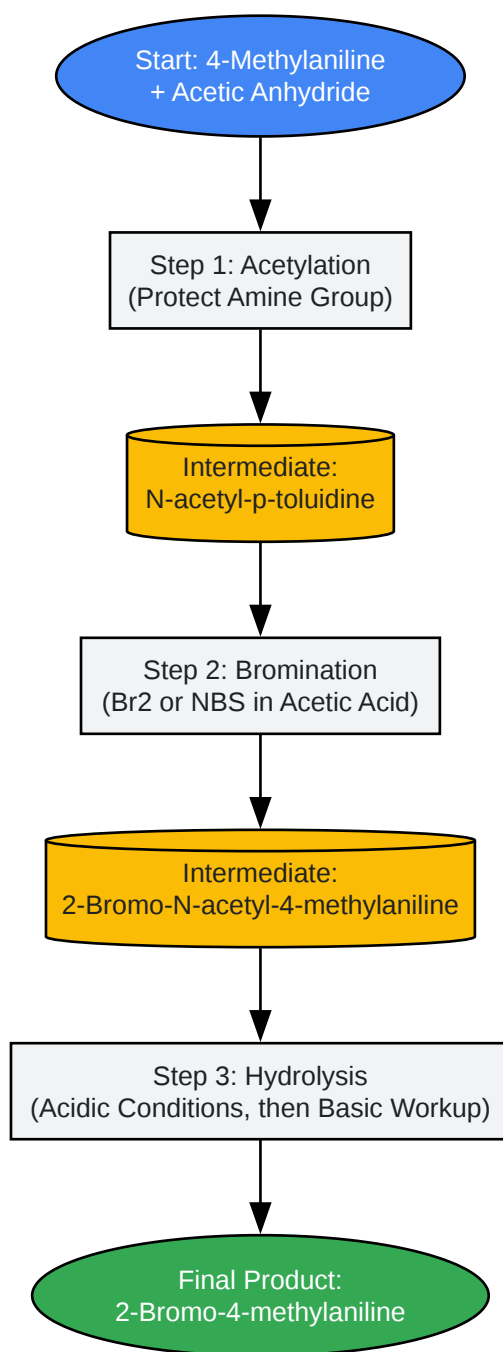 Start: 4-Methylaniline
+ Acetic Anhydride
Step 1: Acetylation
(Protect Amine Group)
Intermediate:
N-acetyl-p-toluidine
Step 2: Bromination
(Br2 or NBS in Acetic Acid)
Intermediate:
2-Bromo-N-acetyl-4-methylaniline
Step 3: Hydrolysis
(Acidic Conditions, then Basic Workup)
Final Product:
2-Bromo-4-methylaniline